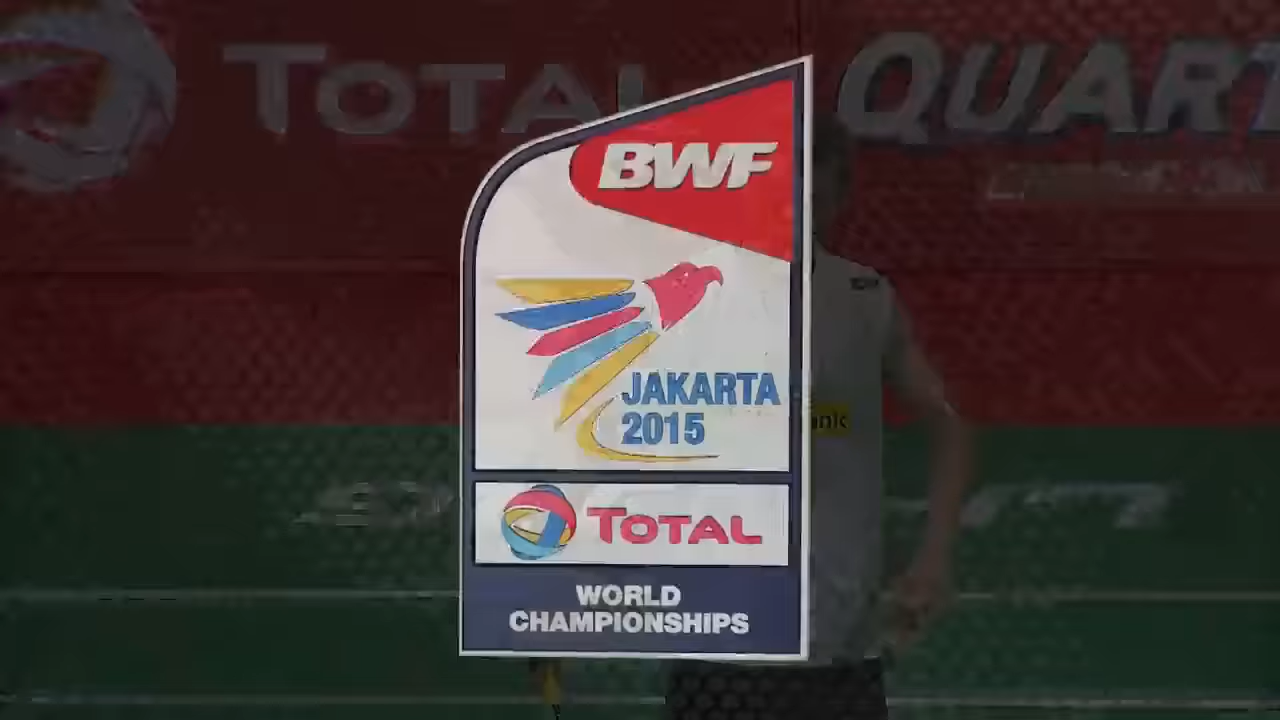 TOTAL
QUART
BWF
JAKARTA
2015
TOTAL
WORLD
CHAMPIONSHIPS